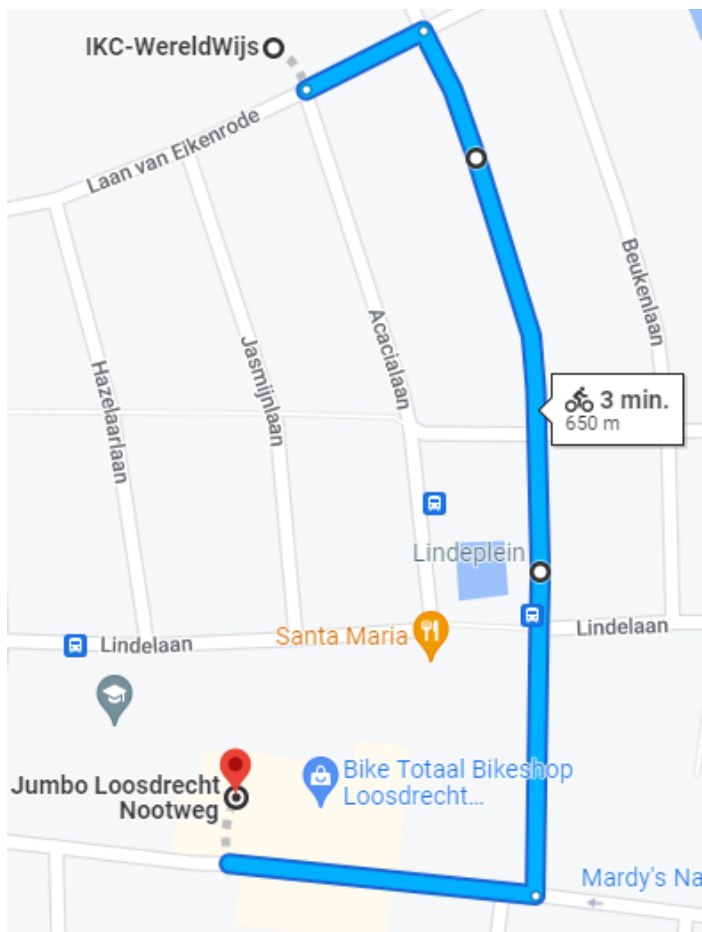 IKC-WereldWijs
Laan van Eikenrode
Beukenlaan
Acacialaan
Jasmijnlaan
Hazelaarlaan
3 min.
650 m
Lindeplein
Santa Maria
Lindelaan
Lindelaan
Jumbo Loosdrecht
Nootweg
Bike Totaal Bikeshop
Loosdrecht...
Mardy's Na